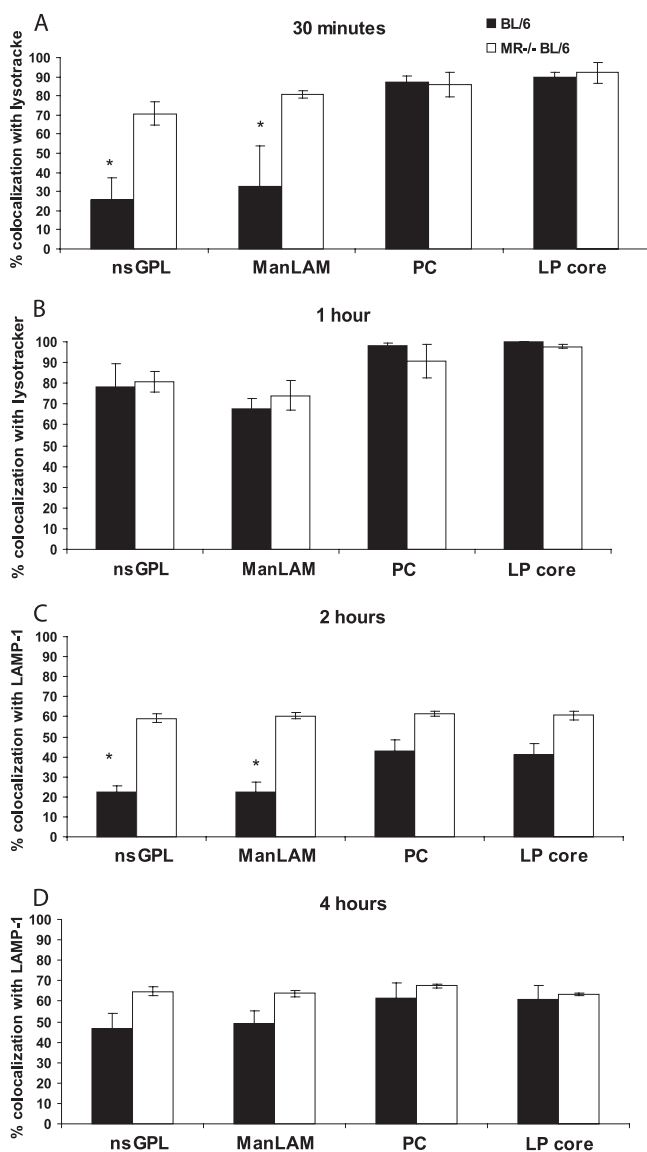 A
30 minutes
BL/6
MR-/- BL/6
% colocalization with lysotracke
100
90
80
70
60
50
40
30
20
10
0
*
*
nsGPL ManLAM PC LP core
B
1 hour
% colocalization with lysotracker
100
90
80
70
60
50
40
30
20
10
0
nsGPL ManLAM PC LP core
C
2 hours
% colocalization with LAMP-1
100
90
80
70
60
50
40
30
20
10
0
*
*
nsGPL ManLAM PC LP core
D
4 hours
% colocalization with LAMP-1
100
90
80
70
60
50
40
30
20
10
0
nsGPL ManLAM PC LP core